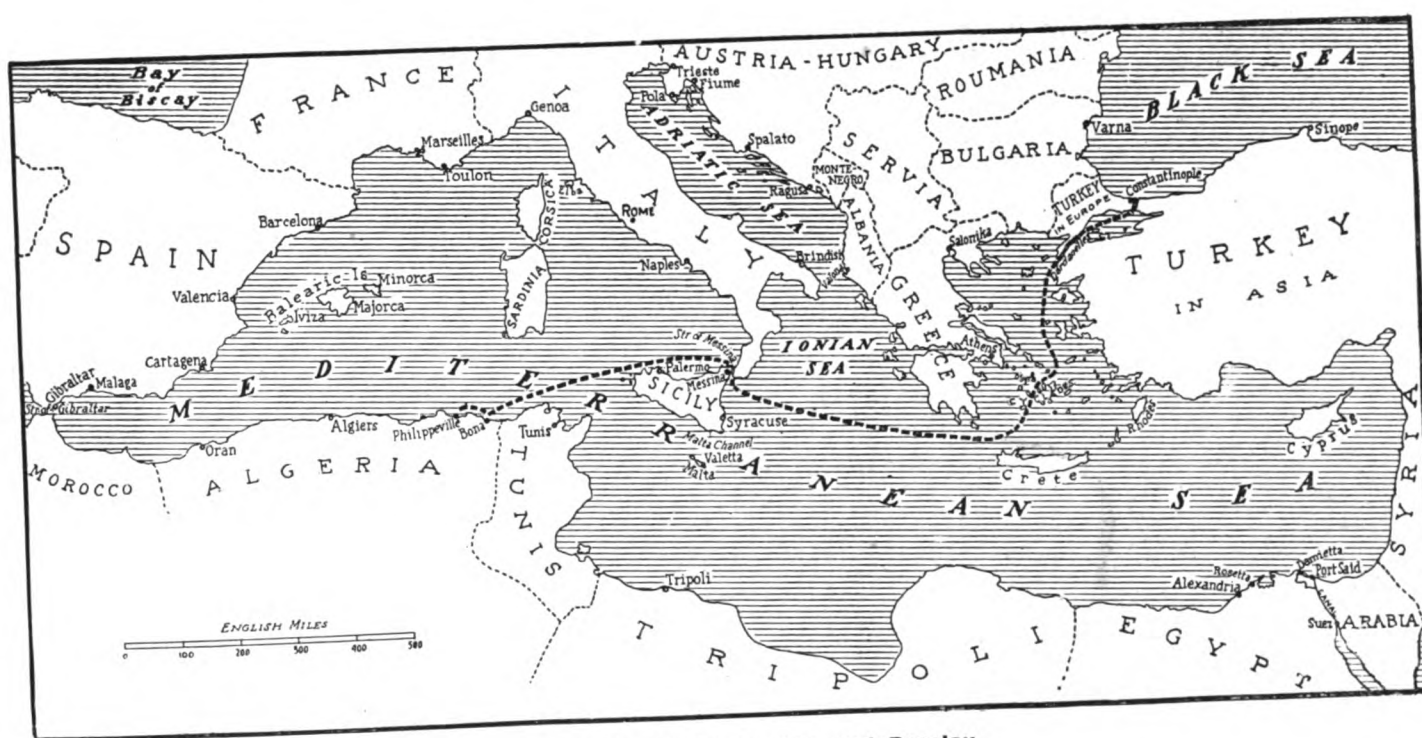 Bay
of
Biscay
FRANCE
AUSTRIA-HUNGARY
ROUMANIA
BLACK SEA
Trieste
Fiume
Pola
Genoa
ITALY
ADRIATIC SEA
Marseilles
Toulon
Spalato
SERVIA
BULGARIA
Varna
Sinope
MONTE-
NEGRO
Ragusa
ALBANIA
TURKEY
IN EUROPE
Constantinople
Dardanelles
CORSICA
Elba
ROME
Barcelona
SPAIN
Salonika
TURKEY
IN ASIA
Brindisi
Valona
Naples
GREECE
Balearic-Is
Minorca
Majorca
Iviza
Valencia
SARDINIA
Str of Messina
IONIAN
SEA
Athens
Cartagena
Palermo
Messina
SICILY
Syracuse
Gibraltar
Malaga
Str of Gibraltar
MEDITERRANEAN SEA
Algiers
Philippeville
Bona
Tunis
Oran
Malta Channel
Valetta
Malta
Rhodes
Crete
Cyprus
SYRIA
MOROCCO
ALGERIA
TUNIS
Tripoli
Rosetta
Damietta
Alexandria
Port Said
CANAL
Suez
ARABIA
TRIPOLI
EGYPT
ENGLISH MILES
0 100 200 300 400 500